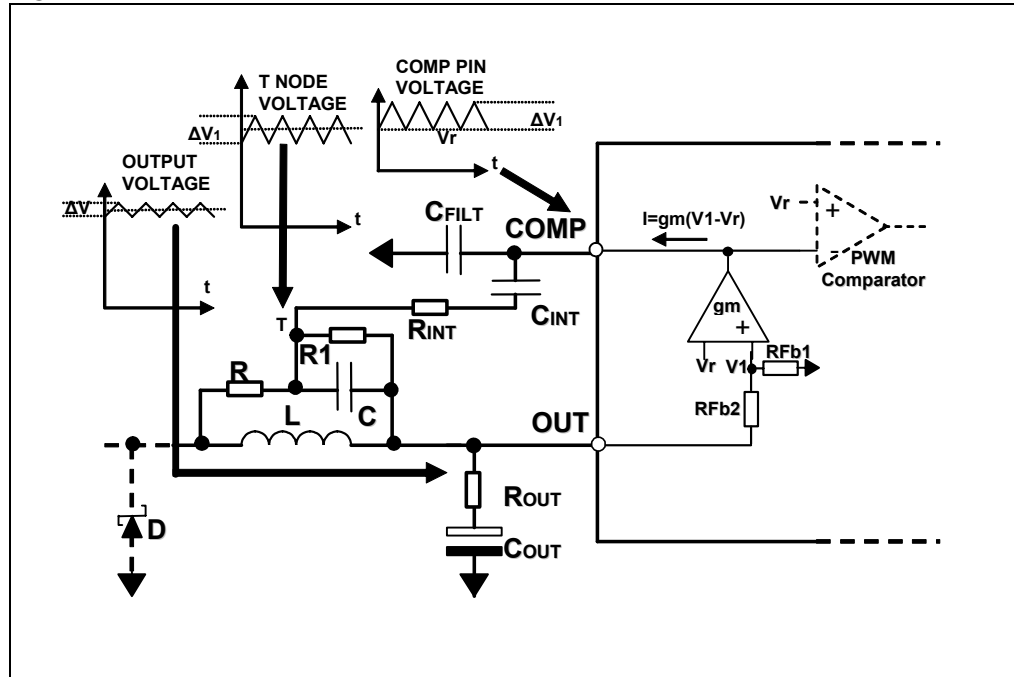 T NODE
VOLTAGE
ΔV1
COMP PIN
VOLTAGE
ΔV1
Vr
t
OUTPUT
VOLTAGE
ΔV
t
t
CFILT
COMP
I=gm(V1-Vr)
Vr
+
-
PWM
Comparator
CINT
RINT
T
R1
R
C
L
gm
+
Vr
V1
RFb1
RFb2
OUT
ROUT
COUT
D